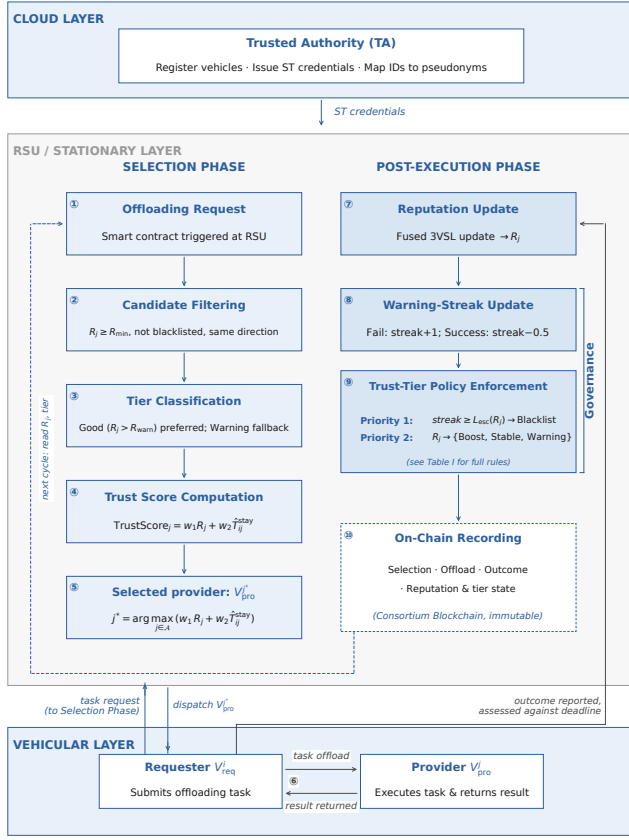 CLOUD LAYER
Trusted Authority (TA)
Register vehicles · Issue ST credentials · Map IDs to pseudonyms
ST credentials
RSU / STATIONARY LAYER
SELECTION PHASE
① Offloading Request
Smart contract triggered at RSU
② Candidate Filtering
R_j ≥ R_min, not blacklisted, same direction
③ Tier Classification
Good (R_j > R_warn) preferred; Warning fallback
④ Trust Score Computation
TrustScore_j = w_1 R_j + w_2 T̂_ij^stay
⑤ Selected provider: V_pro^j*
j* = arg max_{j∈𝒜} (w_1 R_j + w_2 T̂_ij^stay)
next cycle: read R_j, tier
POST-EXECUTION PHASE
⑦ Reputation Update
Fused 3VSL update → R_j
⑧ Warning-Streak Update
Fail: streak+1; Success: streak−0.5
⑨ Trust-Tier Policy Enforcement
Priority 1: streak ≥ L_esc(R_j) → Blacklist
Priority 2: R_j → {Boost, Stable, Warning}
(see Table I for full rules)
Governance
⑩ On-Chain Recording
Selection · Offload · Outcome
· Reputation & tier state
(Consortium Blockchain, immutable)
task request
(to Selection Phase)
dispatch V_pro^j*
outcome reported,
assessed against deadline
VEHICULAR LAYER
Requester V_req^i
Submits offloading task
task offload
⑥
result returned
Provider V_pro^j
Executes task & returns result